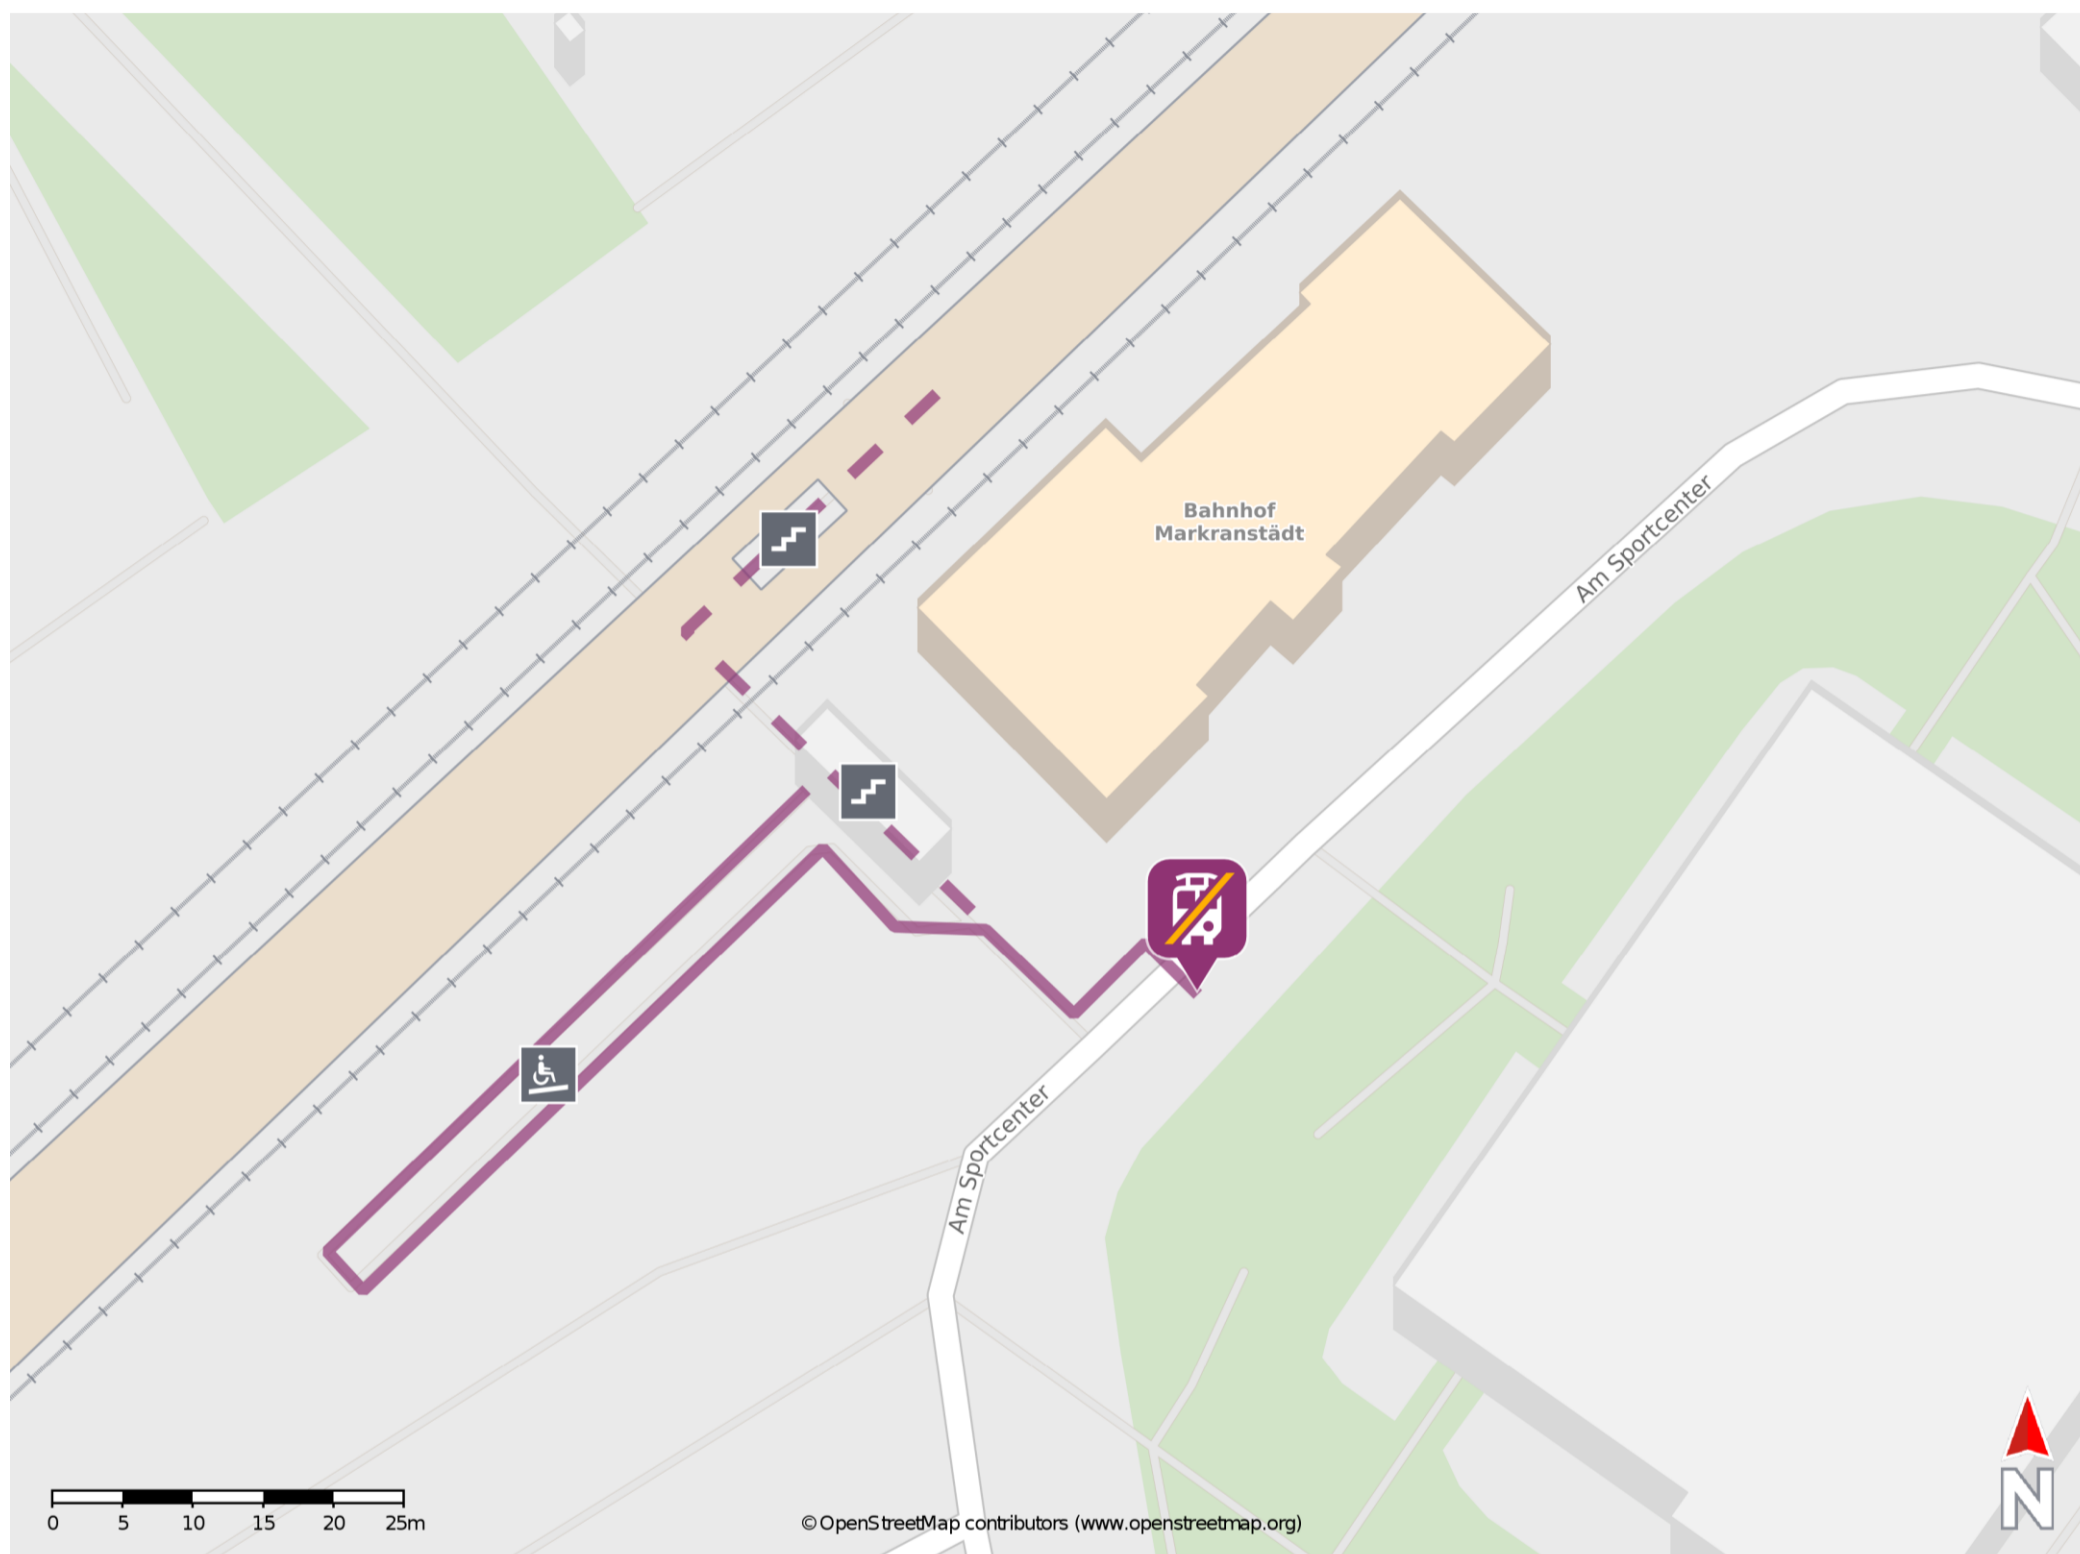 Bahnhof
Markranstädt
Am Sportcenter
Am Sportcenter
0 5 10 15 20 25m
©OpenStreetMap contributors (www.openstreetmap.org)
N